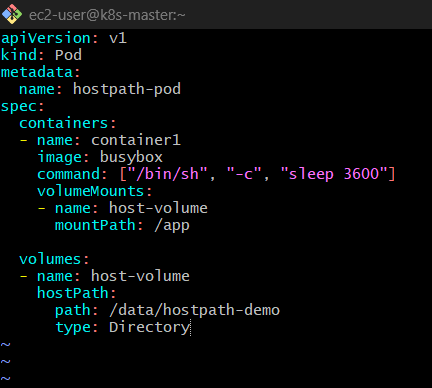 ec2-user@k8s-master:~
apiVersion: v1
kind: Pod
metadata:
  name: hostpath-pod
spec:
  containers:
  - name: container1
    image: busybox
    command: ["/bin/sh", "-c", "sleep 3600"]
    volumeMounts:
    - name: host-volume
      mountPath: /app

  volumes:
  - name: host-volume
    hostPath:
      path: /data/hostpath-demo
      type: Directory
~
~
~